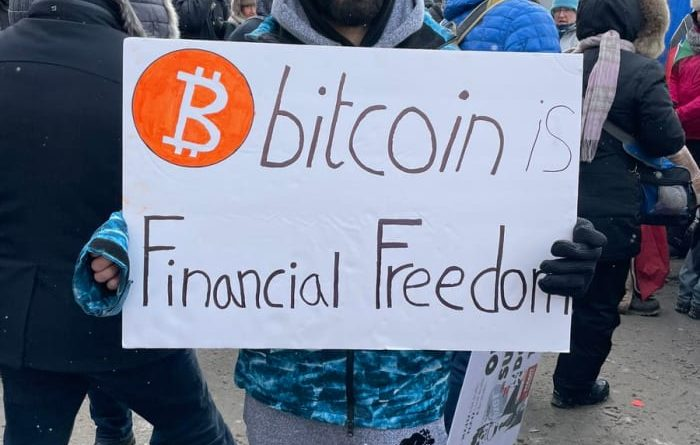 ₿ bitcoin is
Financial Freedom